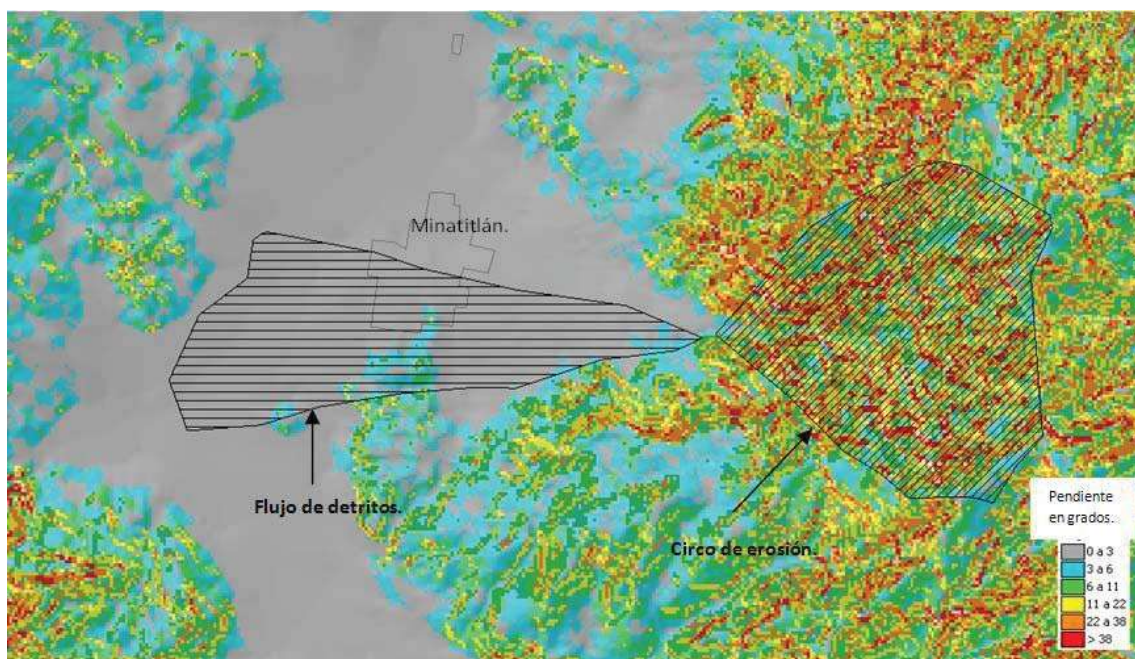 Minatitlán.
Flujo de detritos.
Circo de erosión.
Pendiente
en grados.
0 a 3
3 a 6
6 a 11
11 a 22
22 a 38
> 38